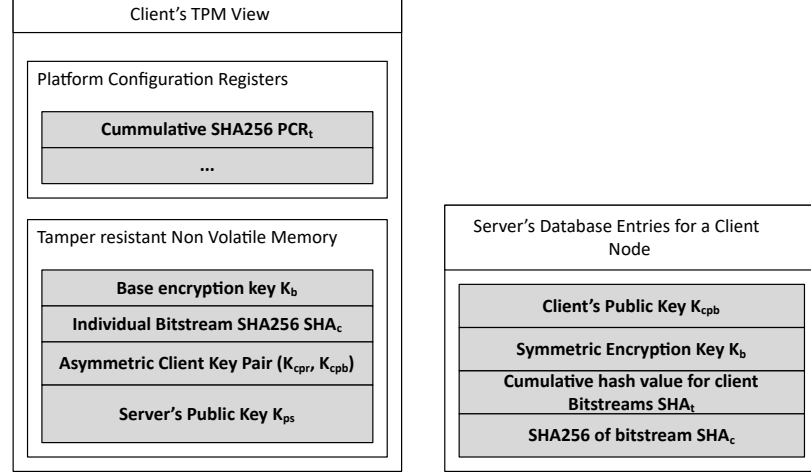 Client's TPM View
Platform Configuration Registers
Cummulative SHA256 PCRt
...
Tamper resistant Non Volatile Memory
Base encryption key Kb
Individual Bitstream SHA256 SHAc
Asymmetric Client Key Pair (Kcpr, Kcpb)
Server's Public Key Kps
Server's Database Entries for a Client
Node
Client's Public Key Kcpb
Symmetric Encryption Key Kb
Cumulative hash value for client
Bitstreams SHAt
SHA256 of bitstream SHAc